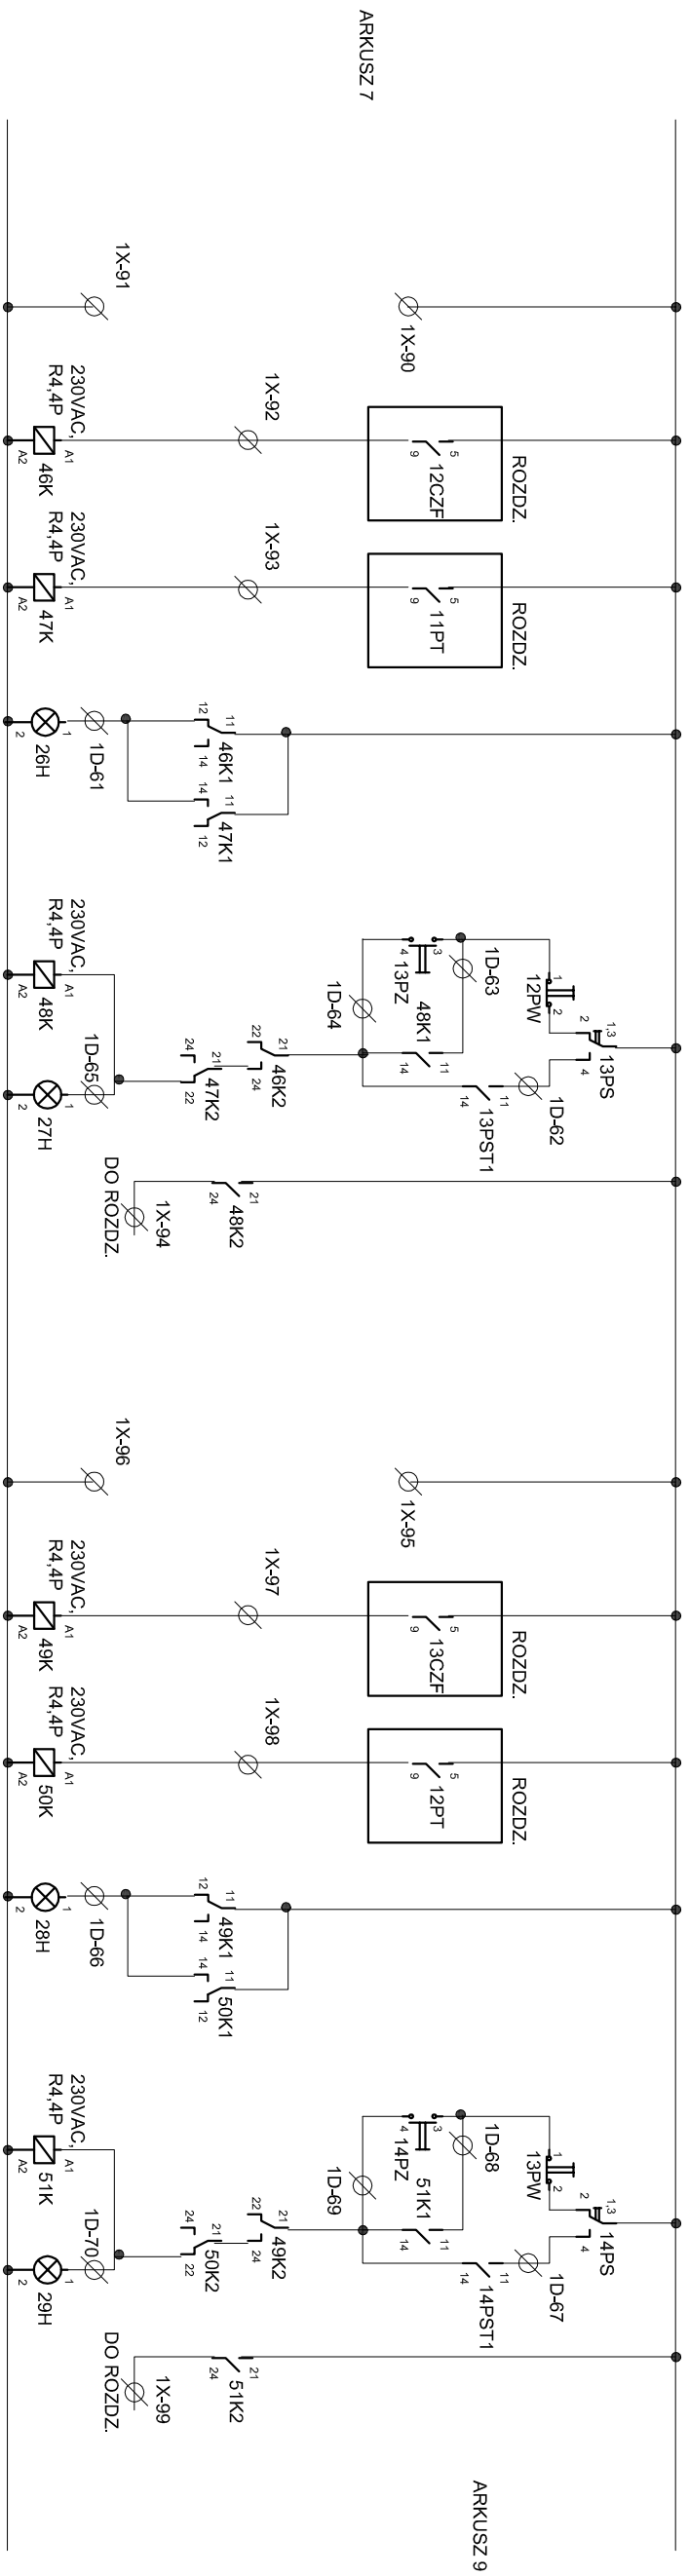 ARKUSZ 7
1X-90
1X-91
ROZDZ.
5
9
12CZF
1X-92
230VAC,
R4,4P
A1
A2
46K
ROZDZ.
5
9
11PT
1X-93
230VAC,
R4,4P
A1
A2
47K
11
12
14
46K1
11
14
12
47K1
1D-61
1
2
26H
1,3
2
4
13PS
1
2
12PW
1D-62
1D-63
3
4
13PZ
11
14
48K1
11
14
13PST1
1D-64
21
22
24
46K2
21
24
22
47K2
230VAC,
R4,4P
A1
A2
48K
1D-65
1
2
27H
21
24
48K2
1X-94
DO ROZDZ.
1X-95
1X-96
ROZDZ.
5
9
13CZF
1X-97
230VAC,
R4,4P
A1
A2
49K
ROZDZ.
5
9
12PT
1X-98
230VAC,
R4,4P
A1
A2
50K
11
12
14
49K1
11
14
12
50K1
1D-66
1
2
28H
1,3
2
4
14PS
1
2
13PW
1D-67
1D-68
3
4
14PZ
11
14
51K1
11
14
14PST1
1D-69
21
22
24
49K2
21
24
22
50K2
230VAC,
R4,4P
A1
A2
51K
1D-70
1
2
29H
21
24
51K2
1X-99
DO ROZDZ.
ARKUSZ 9